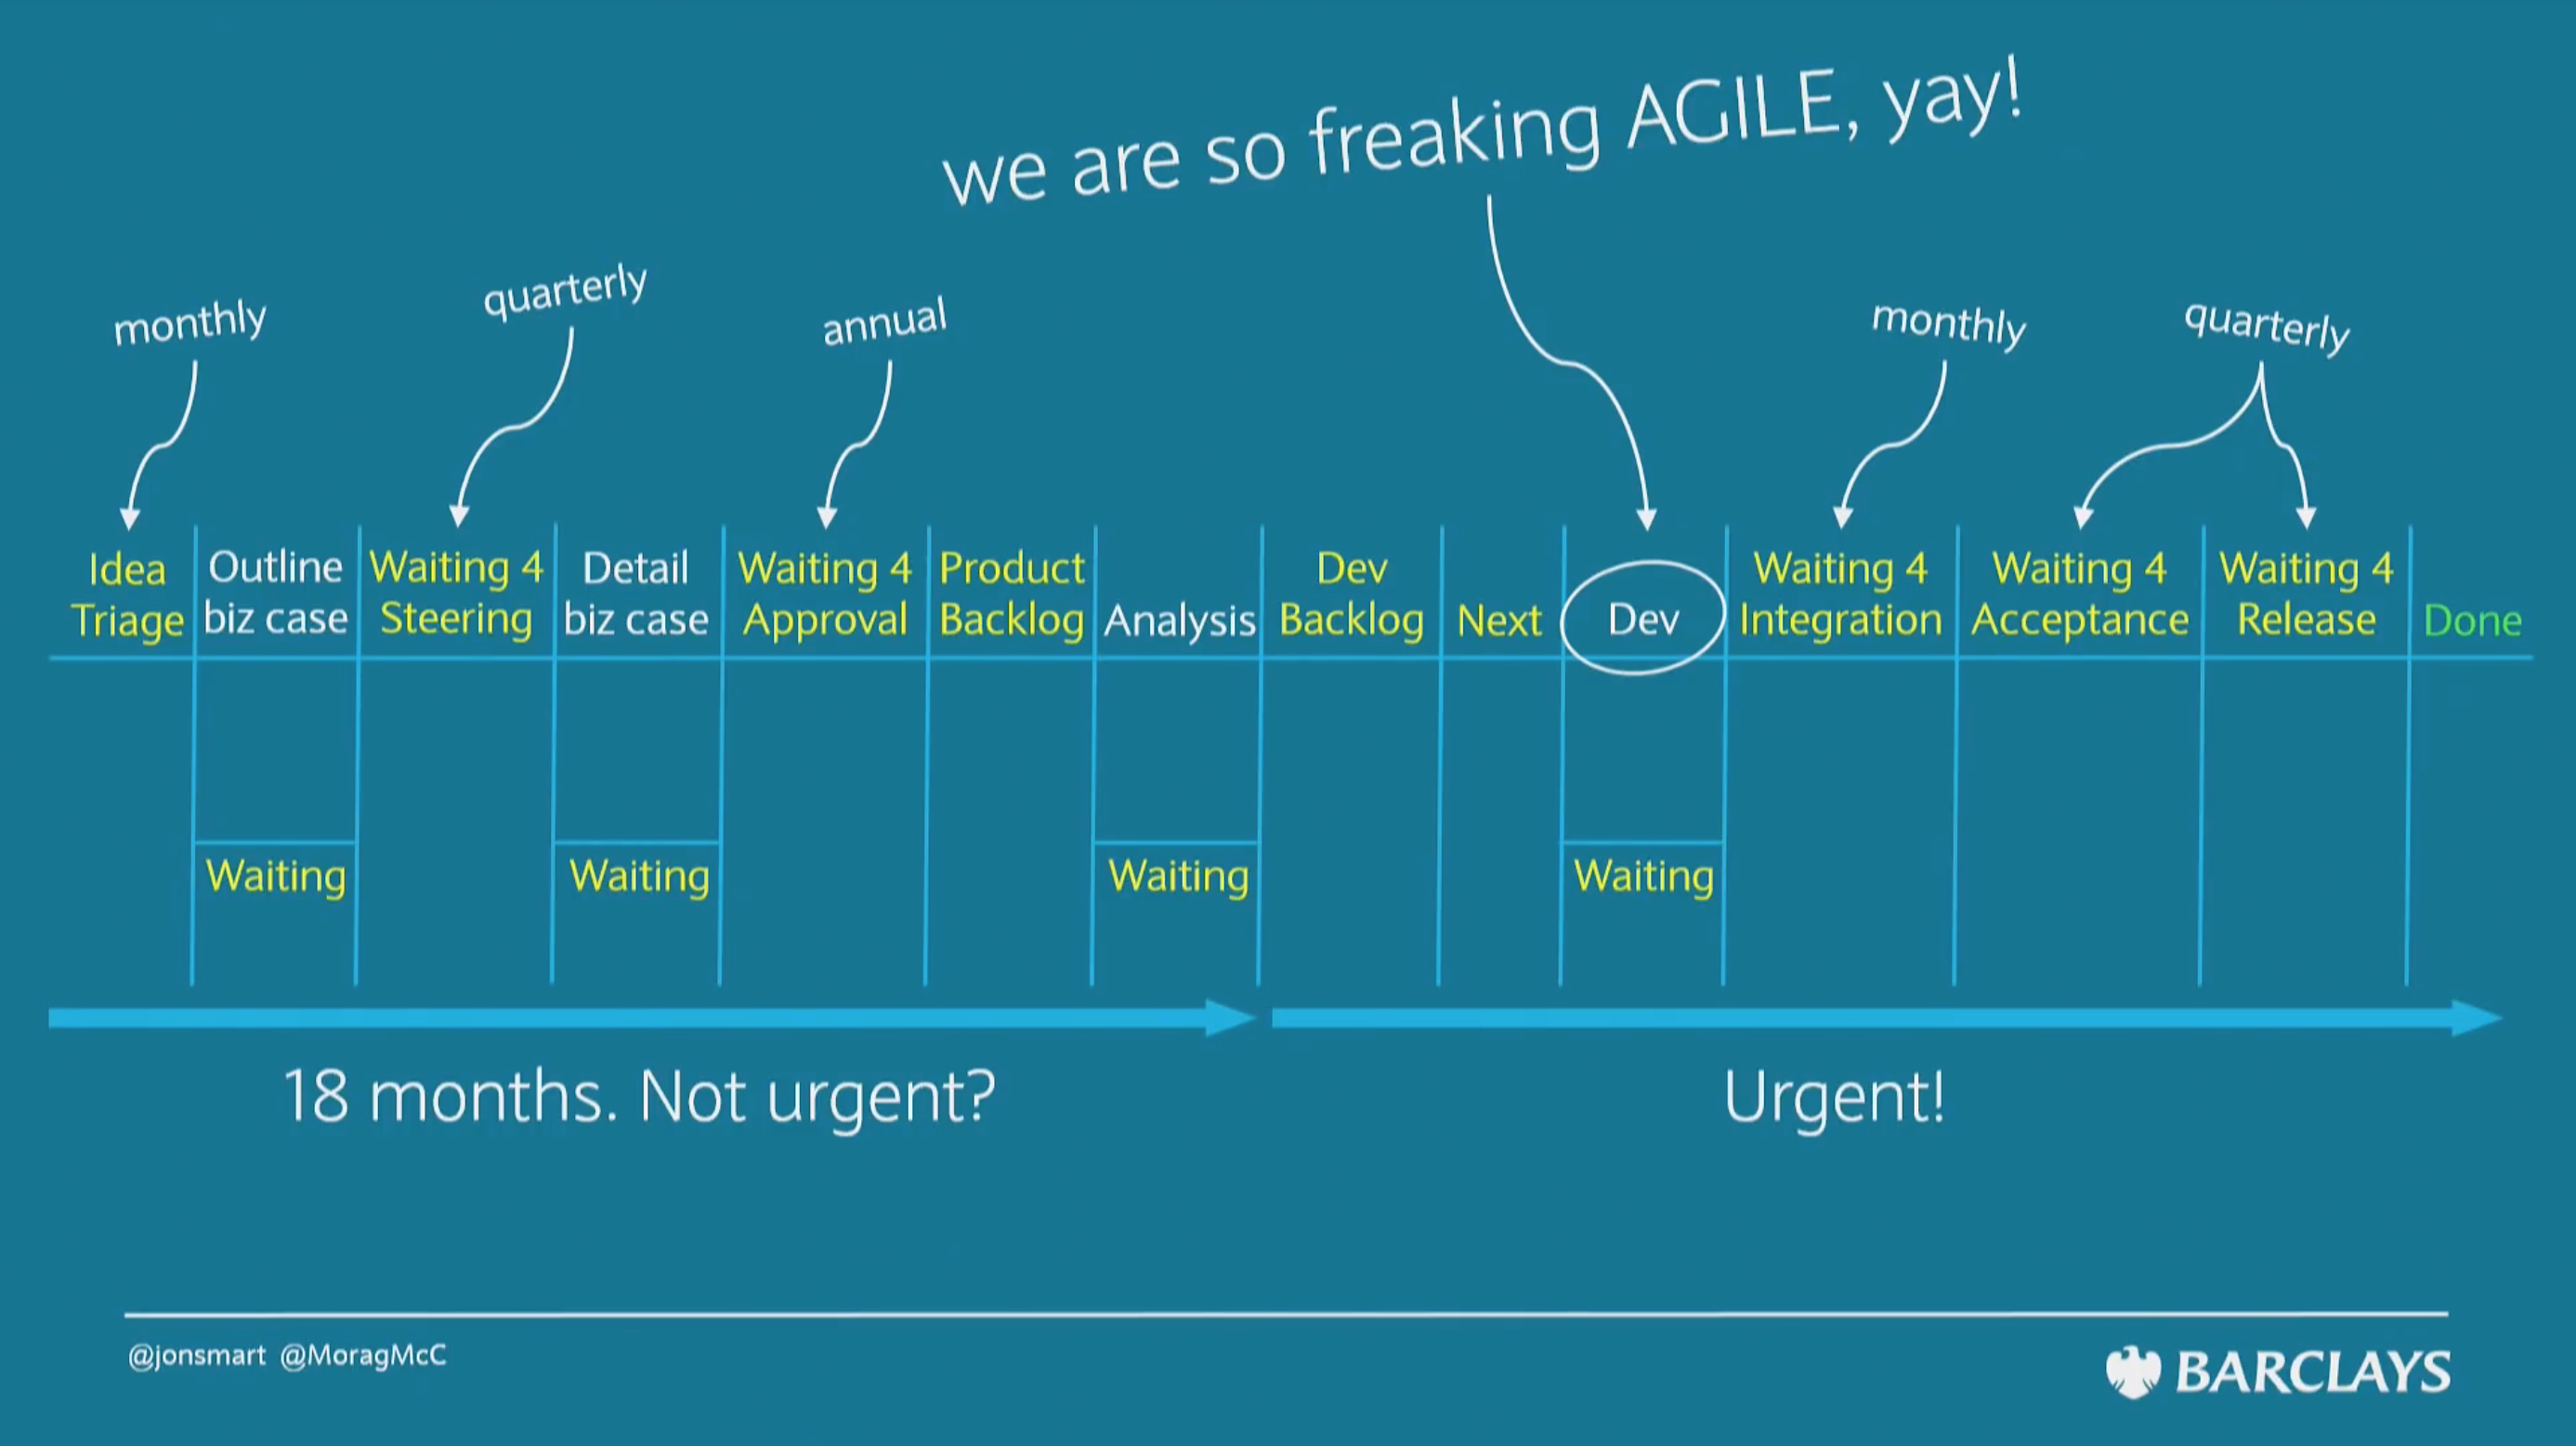 we are so freaking AGILE, yay!
monthly
quarterly
annual
monthly
quarterly
Idea
Triage
Outline
biz case
Waiting 4
Steering
Detail
biz case
Waiting 4
Approval
Product
Backlog
Analysis
Dev
Backlog
Next
Dev
Waiting 4
Integration
Waiting 4
Acceptance
Waiting 4
Release
Done
Waiting
Waiting
Waiting
Waiting
18 months. Not urgent?
Urgent!
@jonsmart @MoragMcC
BARCLAYS